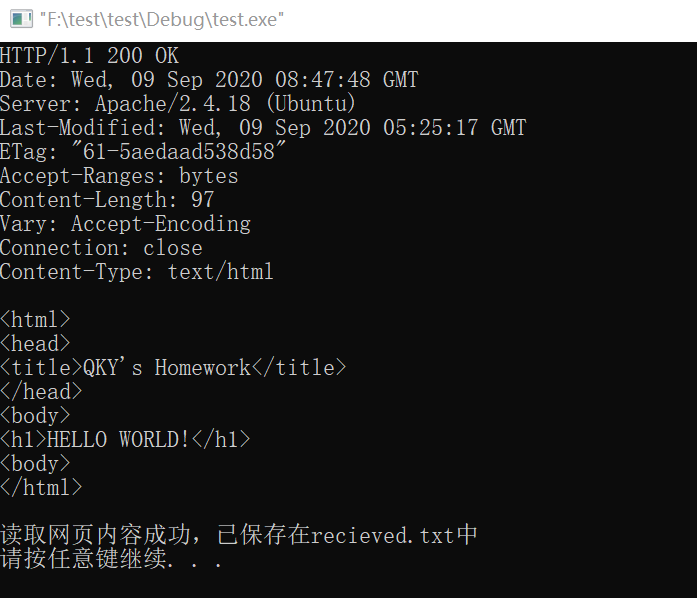 "F:\test\test\Debug\test.exe"
HTTP/1.1 200 OK
Date: Wed, 09 Sep 2020 08:47:48 GMT
Server: Apache/2.4.18 (Ubuntu)
Last-Modified: Wed, 09 Sep 2020 05:25:17 GMT
ETag: "61-5aedaad538d58"
Accept-Ranges: bytes
Content-Length: 97
Vary: Accept-Encoding
Connection: close
Content-Type: text/html
<html>
<head>
<title>QKY's Homework</title>
</head>
<body>
<h1>HELLO WORLD!</h1>
<body>
</html>
读取网页内容成功，已保存在recieved.txt中
请按任意键继续. . .